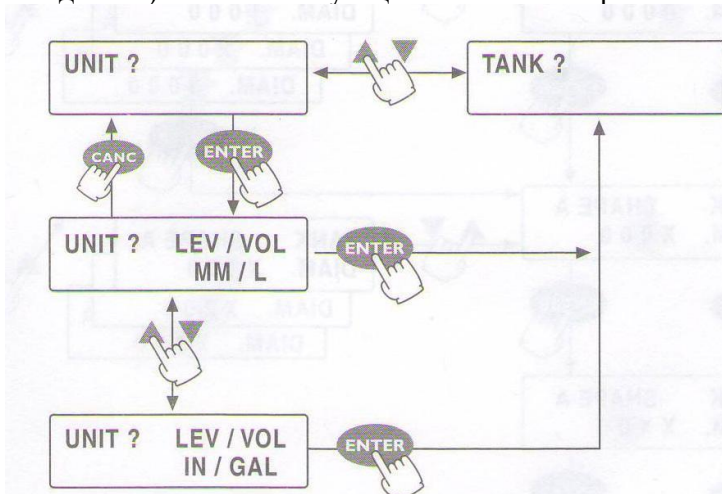 UNIT ?
TANK ?
CANC
ENTER
UNIT ? LEV / VOL
MM / L
ENTER
UNIT ? LEV / VOL
IN / GAL
ENTER